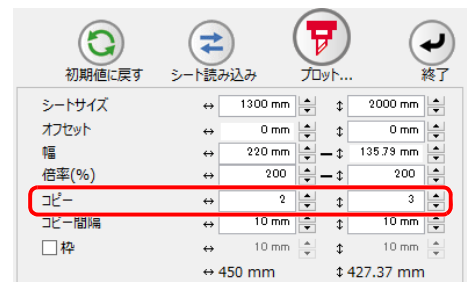 初期値に戻す シート読み込み プロット... 終了
シートサイズ ↔ 1300 mm ↕ 2000 mm
オフセット ↔ 0 mm ↕ 0 mm
幅 ↔ 220 mm ↕ 135.79 mm
倍率(%) ↔ 200 ↕ 200
コピー ↔ 2 ↕ 3
コピー間隔 ↔ 10 mm ↕ 10 mm
枠 ↔ 10 mm ↕ 10 mm
↔ 450 mm ↕ 427.37 mm